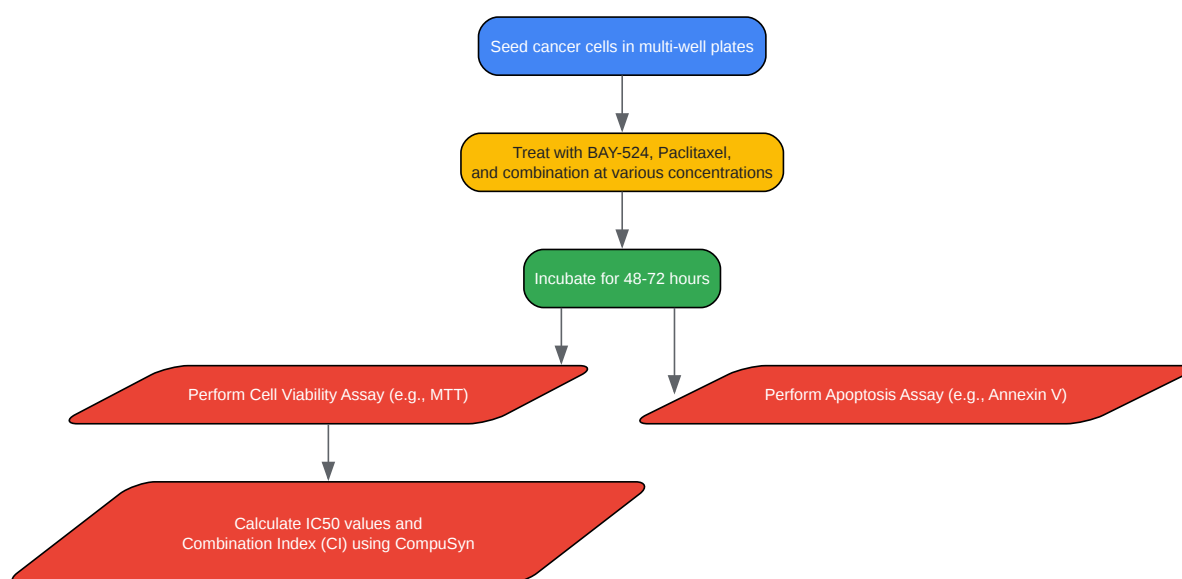 Seed cancer cells in multi-well plates
Treat with BAY-524, Paclitaxel,
and combination at various concentrations
Incubate for 48-72 hours
Perform Cell Viability Assay (e.g., MTT)
Perform Apoptosis Assay (e.g., Annexin V)
Calculate IC50 values and
Combination Index (CI) using CompuSyn